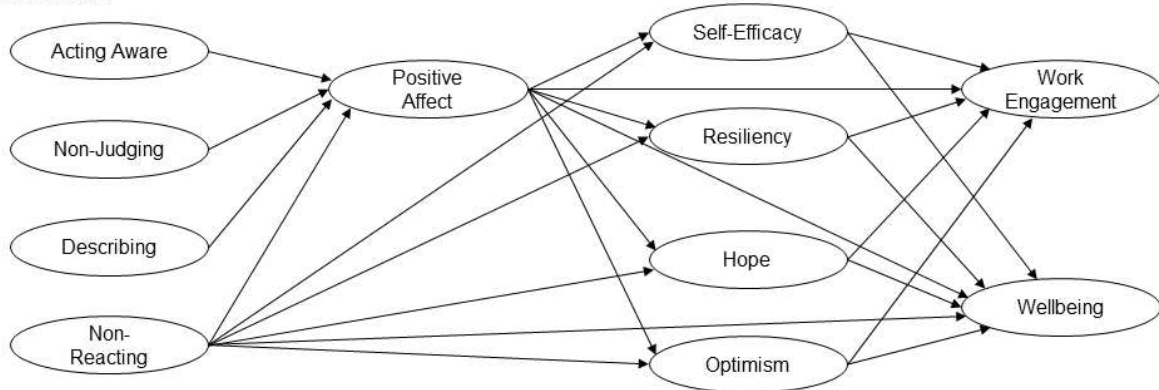 Acting Aware
Non-Judging
Describing
Non-
Reacting
Positive
Affect
Self-Efficacy
Resiliency
Hope
Optimism
Work
Engagement
Wellbeing